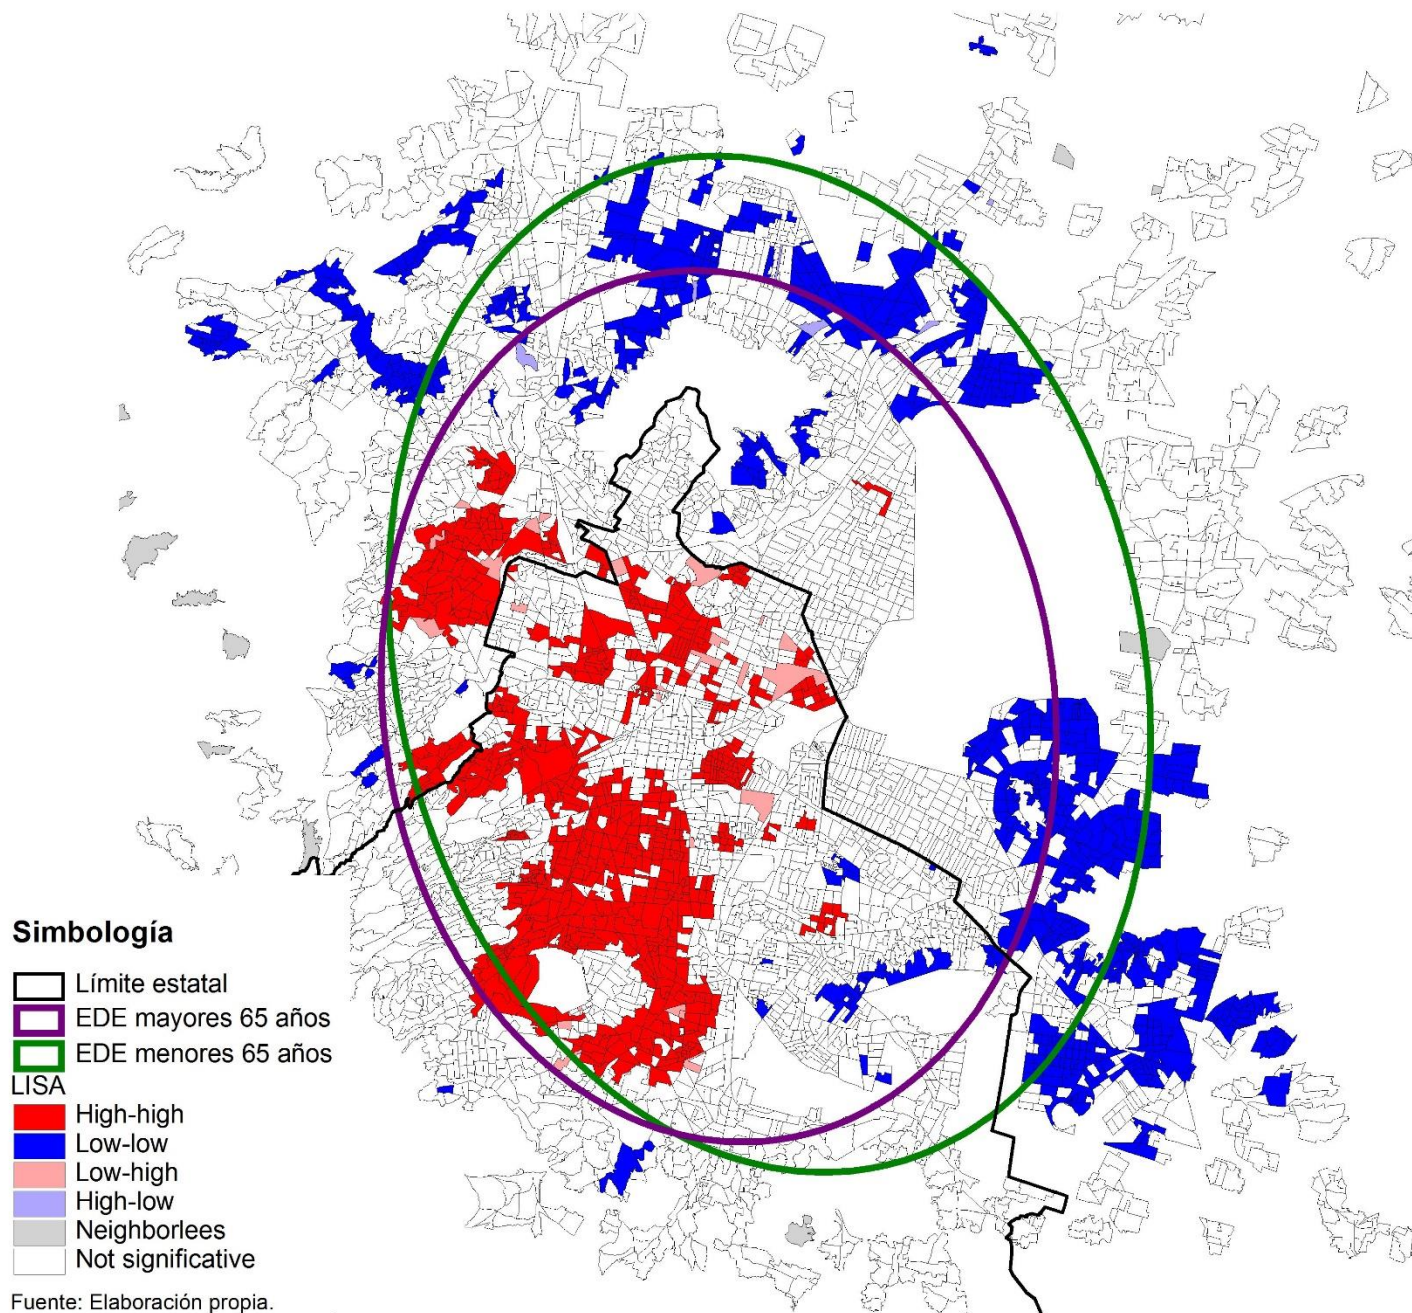 Simbología
Límite estatal
EDE mayores 65 años
EDE menores 65 años
LISA
High-high
Low-low
Low-high
High-low
Neighborlees
Not significative
Fuente: Elaboración propia.